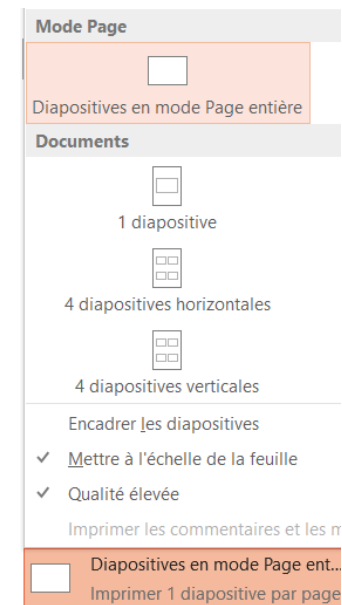 Mode Page
Diapositives en mode Page entière
Documents
1 diapositive
4 diapositives horizontales
4 diapositives verticales
Encadrer les diapositives
Mettre à l'échelle de la feuille
Qualité élevée
Imprimer les commentaires et les m
Diapositives en mode Page ent...
Imprimer 1 diapositive par page